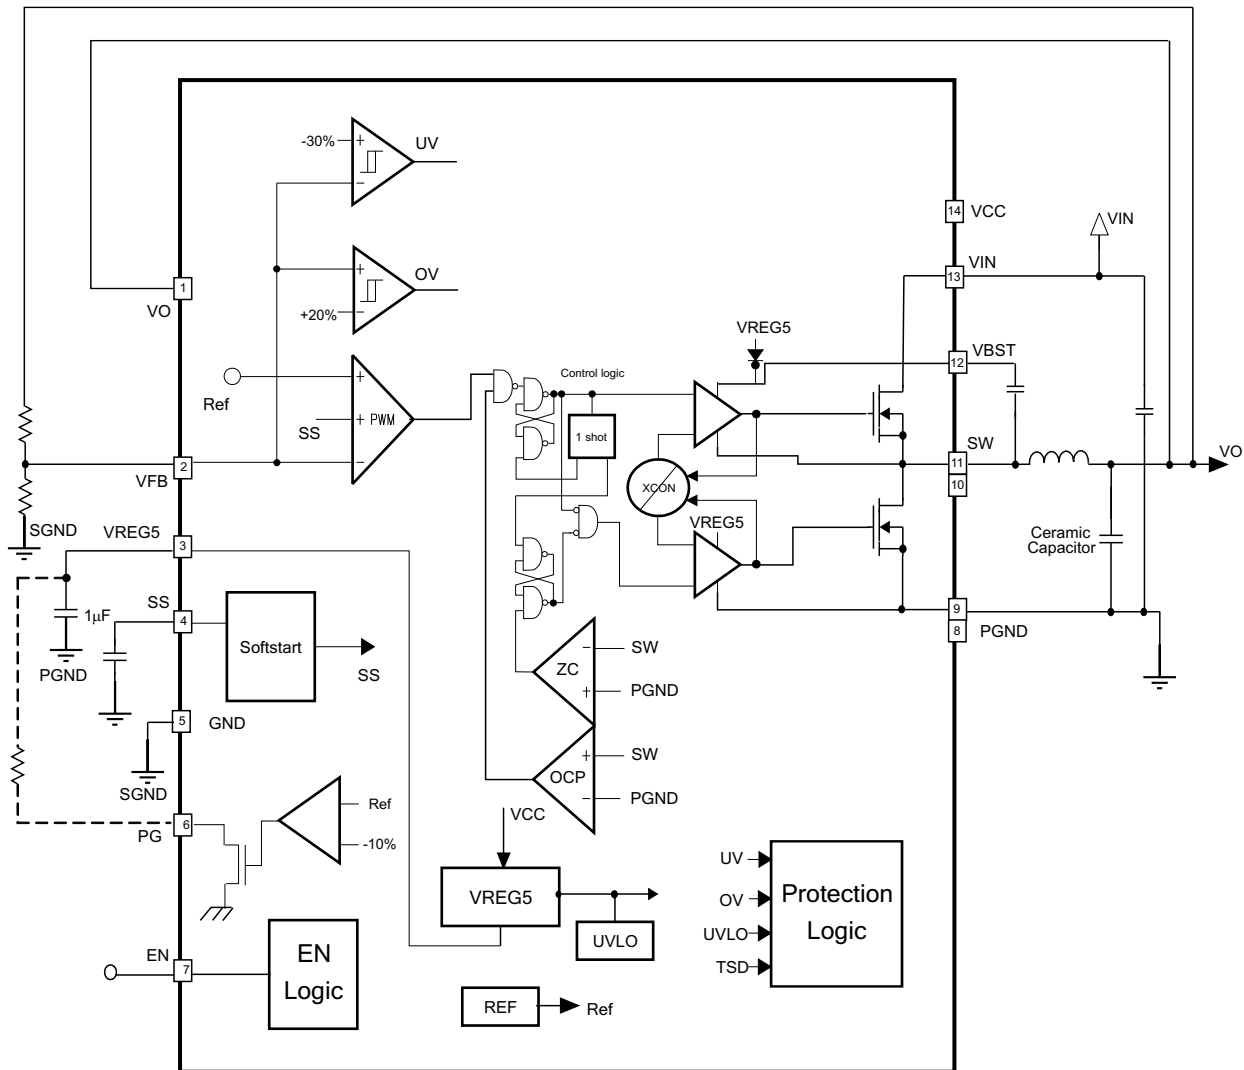 -30%
+
−
UV
14
VCC
VIN
13
VIN
1
VO
+
−
OV
+20%
VREG5
12
VBST
Control logic
Ref
SS
+
+
−
PWM
1 shot
SW
11
10
VO
2
VFB
SGND
XCON
VREG5
Ceramic
Capacitor
VREG5
3
9
8
PGND
SS
4
1µF
PGND
Softstart
SS
−
SW
ZC
+
PGND
5
GND
SGND
+
SW
OCP
−
PGND
PG
6
Ref
-10%
VCC
VREG5
UVLO
UV
OV
UVLO
TSD
Protection
Logic
EN
7
EN
Logic
REF
Ref